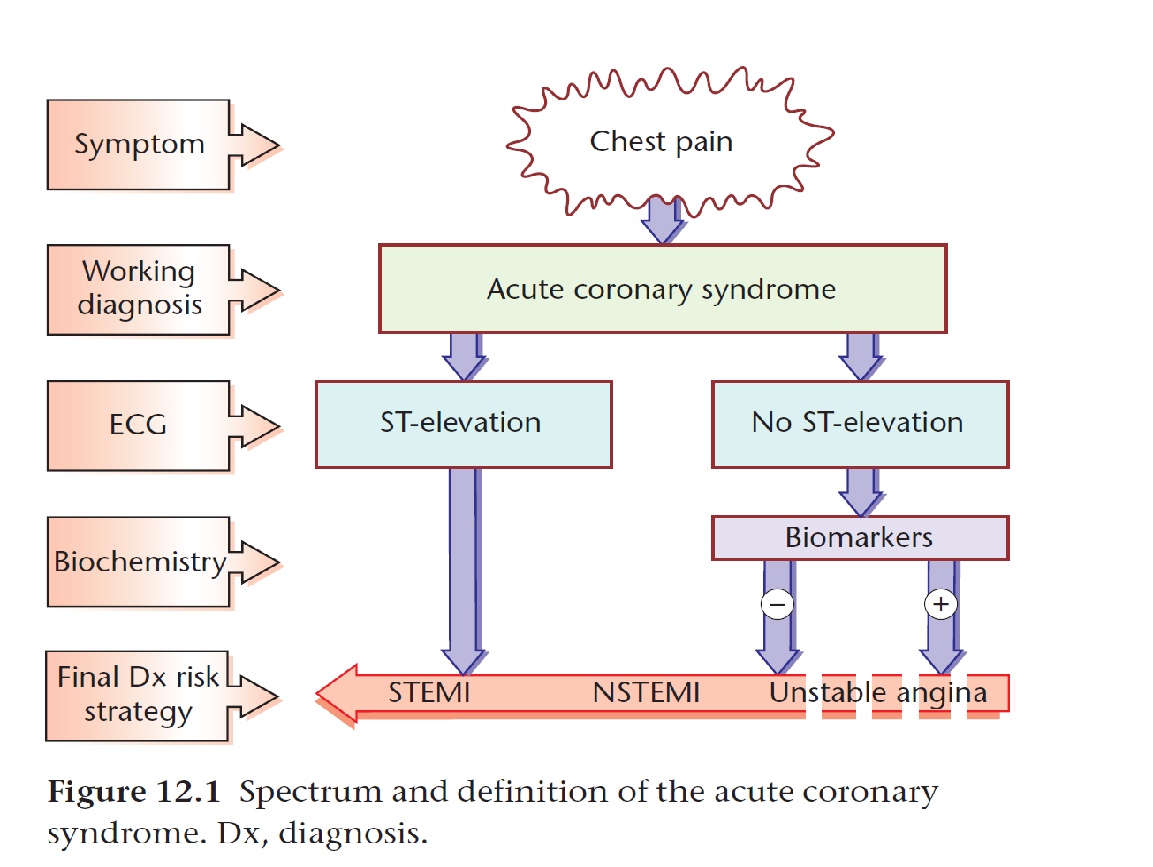 Symptom
Chest pain
Working
diagnosis
Acute coronary syndrome
ECG
ST-elevation
No ST-elevation
Biochemistry
Biomarkers
−
+
Final Dx risk
strategy
STEMI
NSTEMI
Unstable angina
Figure 12.1 Spectrum and definition of the acute coronary
syndrome. Dx, diagnosis.